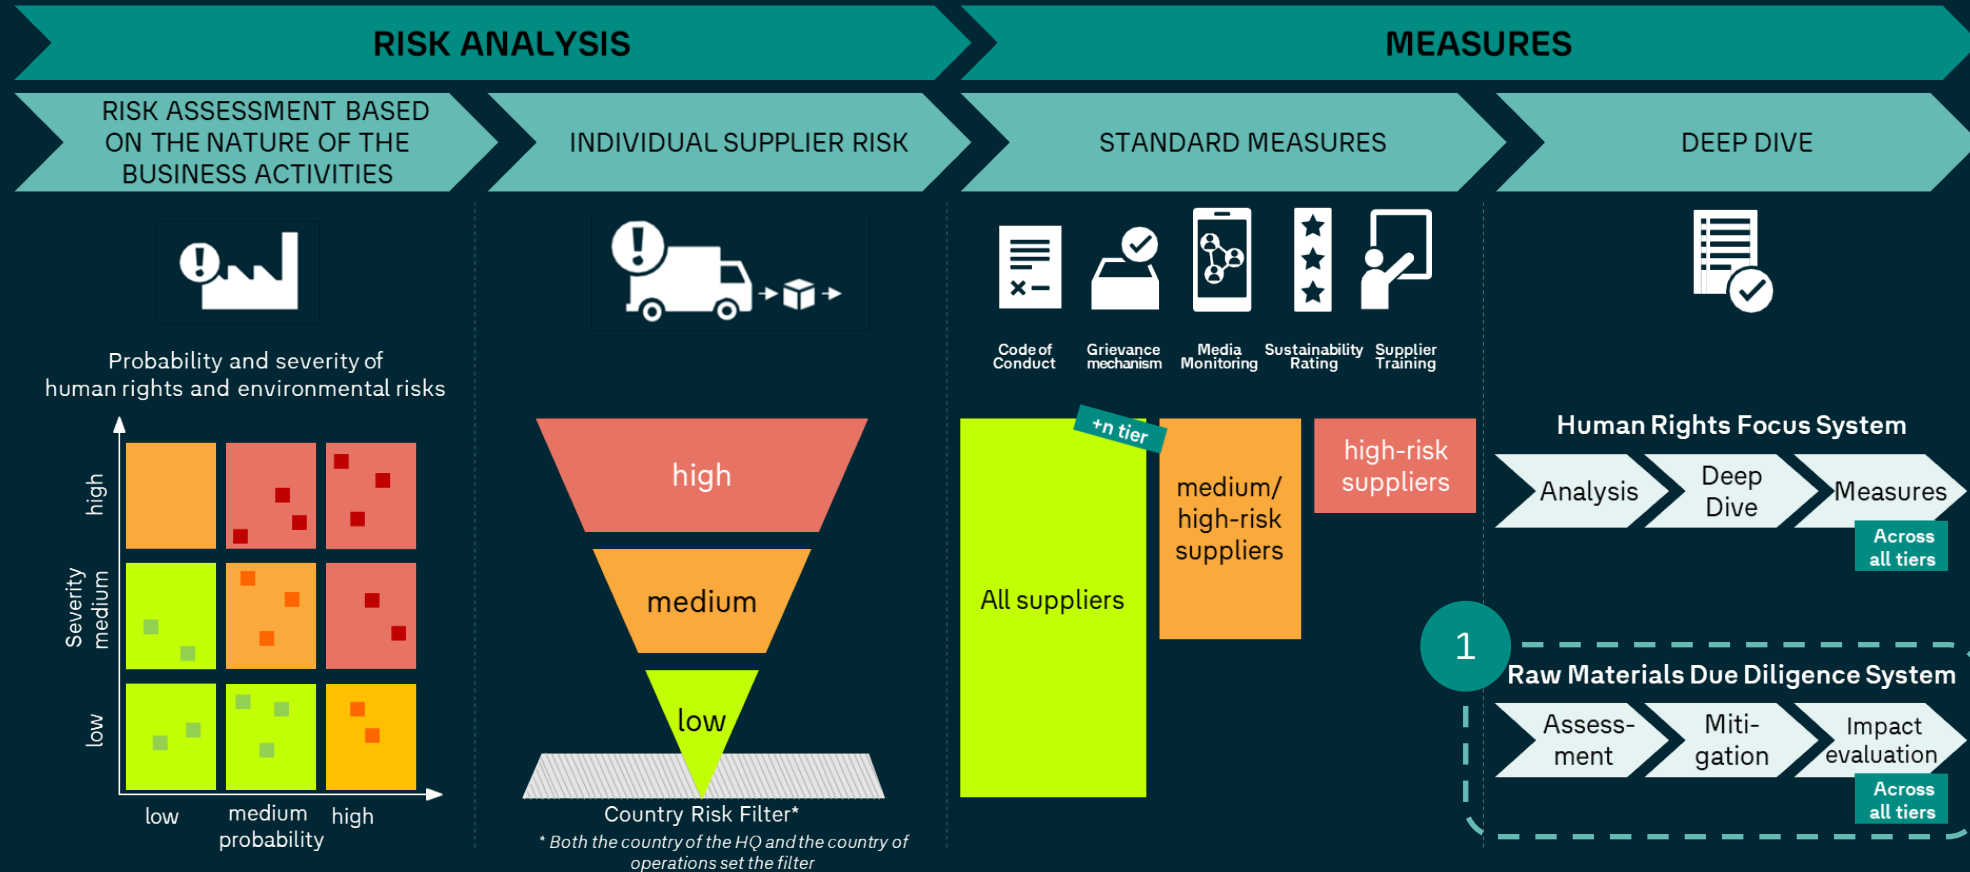 RISK ANALYSIS
MEASURES
RISK ASSESSMENT BASED
ON THE NATURE OF THE
BUSINESS ACTIVITIES
INDIVIDUAL SUPPLIER RISK
STANDARD MEASURES
DEEP DIVE
Probability and severity of
human rights and environmental risks
high
Severity
medium
low
low
medium
high
probability
high
medium
low
Country Risk Filter*
* Both the country of the HQ and the country of
operations set the filter
Code of
Conduct
Grievance
mechanism
Media
Monitoring
Sustainability
Rating
Supplier
Training
+n tier
All suppliers
medium/
high-risk
suppliers
high-risk
suppliers
Human Rights Focus System
Analysis
Deep
Dive
Measures
Across
all tiers
1
Raw Materials Due Diligence System
Assess-
ment
Miti-
gation
Impact
evaluation
Across
all tiers